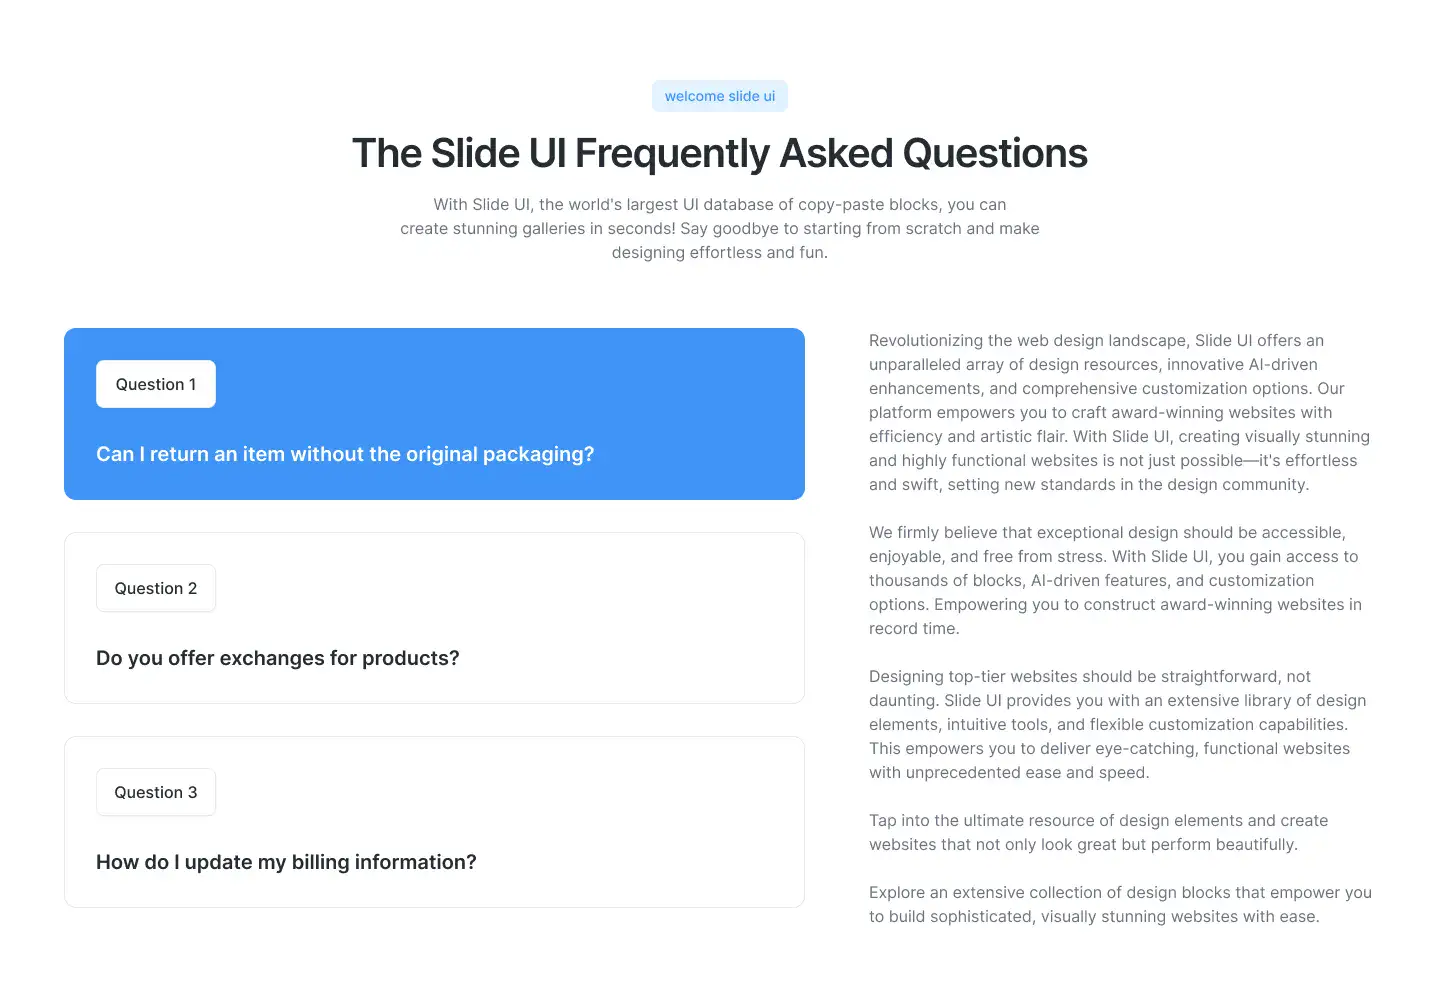 welcome slide ui
The Slide UI Frequently Asked Questions
With Slide UI, the world's largest UI database of copy-paste blocks, you can
create stunning galleries in seconds! Say goodbye to starting from scratch and make
designing effortless and fun.
Question 1
Can I return an item without the original packaging?
Question 2
Do you offer exchanges for products?
Question 3
How do I update my billing information?
Revolutionizing the web design landscape, Slide UI offers an
unparalleled array of design resources, innovative AI-driven
enhancements, and comprehensive customization options. Our
platform empowers you to craft award-winning websites with
efficiency and artistic flair. With Slide UI, creating visually stunning
and highly functional websites is not just possible—it's effortless
and swift, setting new standards in the design community.
We firmly believe that exceptional design should be accessible,
enjoyable, and free from stress. With Slide UI, you gain access to
thousands of blocks, AI-driven features, and customization
options. Empowering you to construct award-winning websites in
record time.
Designing top-tier websites should be straightforward, not
daunting. Slide UI provides you with an extensive library of design
elements, intuitive tools, and flexible customization capabilities.
This empowers you to deliver eye-catching, functional websites
with unprecedented ease and speed.
Tap into the ultimate resource of design elements and create
websites that not only look great but perform beautifully.
Explore an extensive collection of design blocks that empower you
to build sophisticated, visually stunning websites with ease.